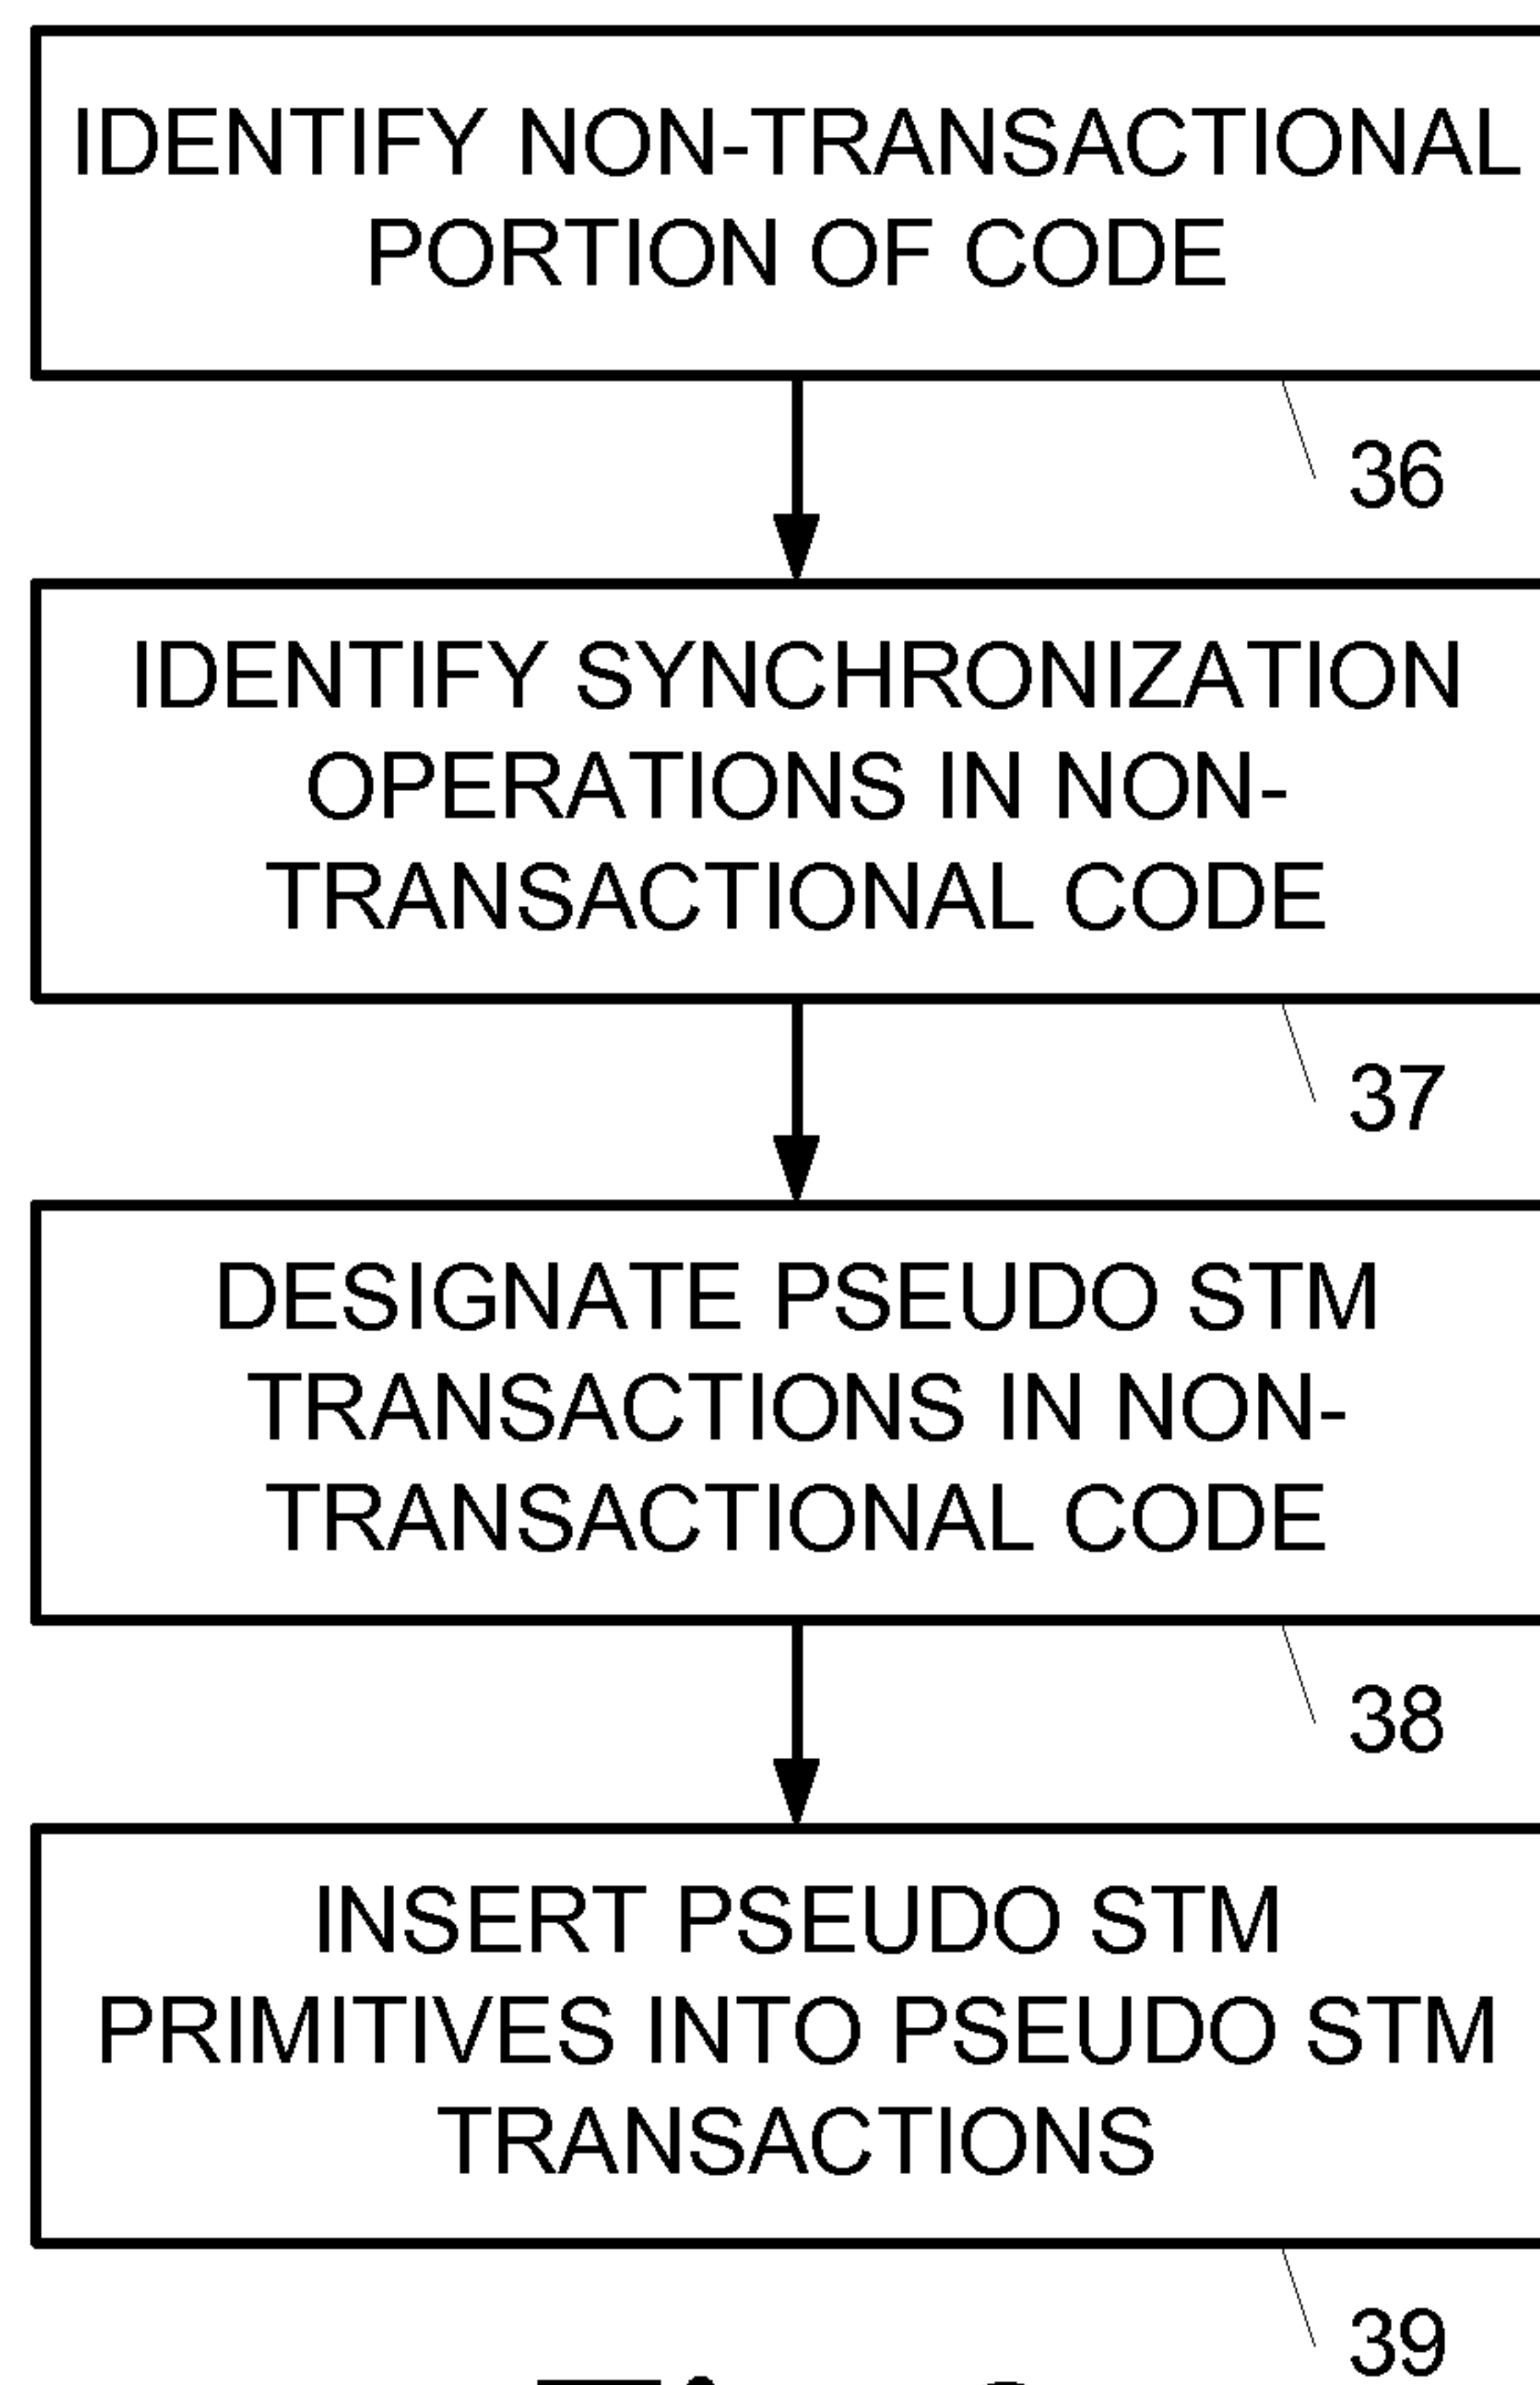 IDENTIFY NON-TRANSACTIONAL
PORTION OF CODE
36
IDENTIFY SYNCHRONIZATION
OPERATIONS IN NON-
TRANSACTIONAL CODE
37
DESIGNATE PSEUDO STM
TRANSACTIONS IN NON-
TRANSACTIONAL CODE
38
INSERT PSEUDO STM
PRIMITIVES INTO PSEUDO STM
TRANSACTIONS
39